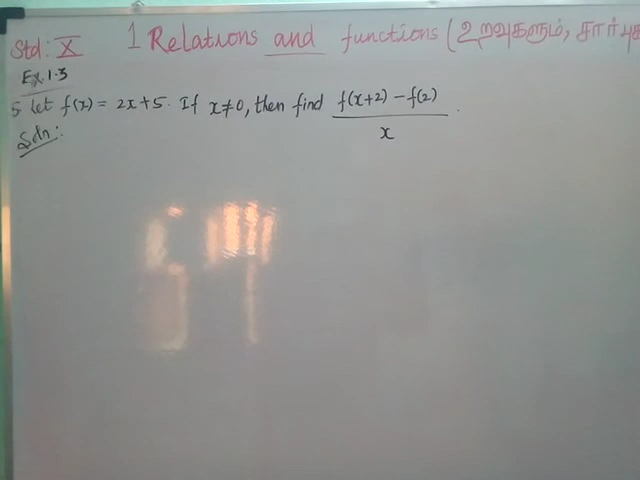 Std: X 1 Relations and functions (உறவுகளும், சார்புக
Ex.1.3
5 Let f(x) = 2x+5. If x≠0, then find f(x+2) – f(2) / x.
Soln: